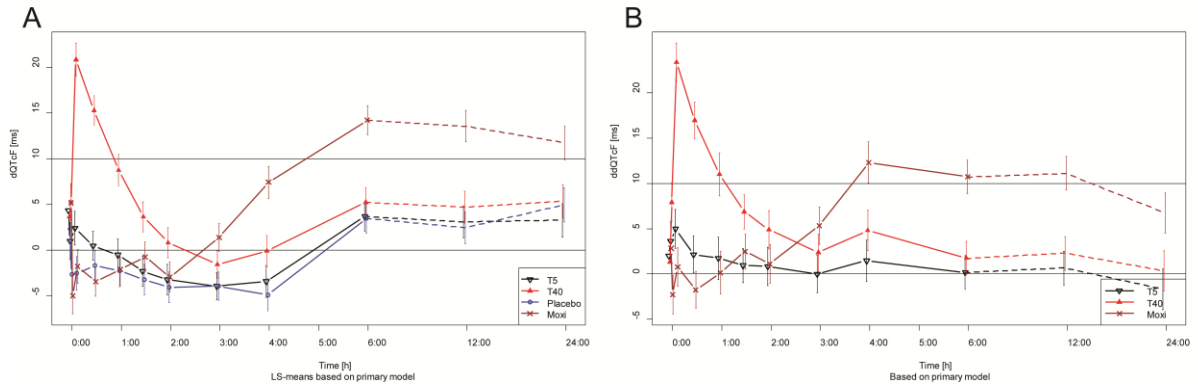 A
dQTcF [ms]
20
15
10
5
0
-5
T5
T40
Placebo
Moxi
0:00 1:00 2:00 3:00 4:00 5:00 6:00 12:00 24:00
Time [h]
LS-means based on primary model
B
ddQTcF [ms]
20
15
10
5
0
-5
T5
T40
Moxi
0:00 1:00 2:00 3:00 4:00 5:00 6:00 12:00 24:00
Time [h]
Based on primary model